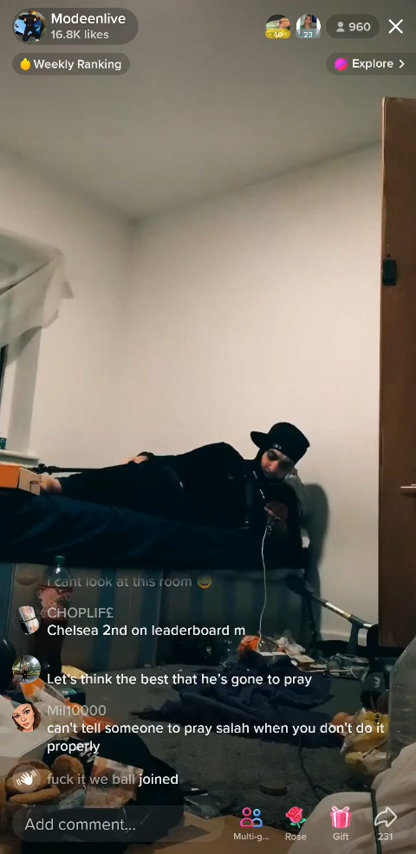 Modeenlive
16.8K likes
40
23
960
Weekly Ranking
Explore
i cant look at this room
CHOPLIF£
Chelsea 2nd on leaderboard m
Let's think the best that he's gone to pray
Mil10000
can't tell someone to pray salah when you don't do it
properly
fuck it we ball joined
Add comment...
Multi-g...
Rose
Gift
231